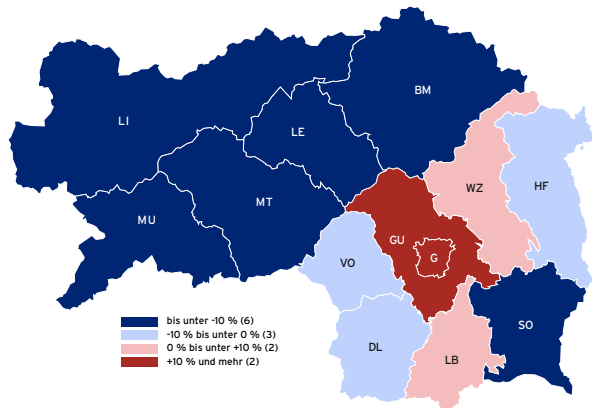 BM
LI
LE
WZ
HF
MT
MU
GU
G
VO
SO
DL
LB
bis unter -10 % (6)
-10 % bis unter 0 % (3)
0 % bis unter +10 % (2)
+10 % und mehr (2)